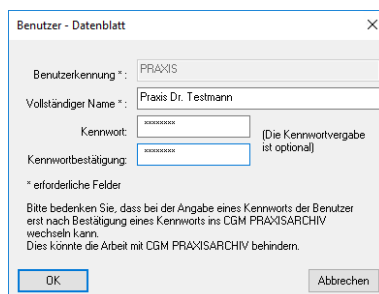 Benutzer - Datenblatt
Benutzerkennung * : PRAXIS
Vollständiger Name * : Praxis Dr. Testmann
Kennwort: ******** (Die Kennwortvergabe
ist optional)
Kennwortbestätigung: ********
* erforderliche Felder
Bitte bedenken Sie, dass bei der Angabe eines Kennworts der Benutzer
erst nach Bestätigung eines Kennworts ins CGM PRAXISARCHIV
wechseln kann.
Dies könnte die Arbeit mit CGM PRAXISARCHIV behindern.
OK Abbrechen